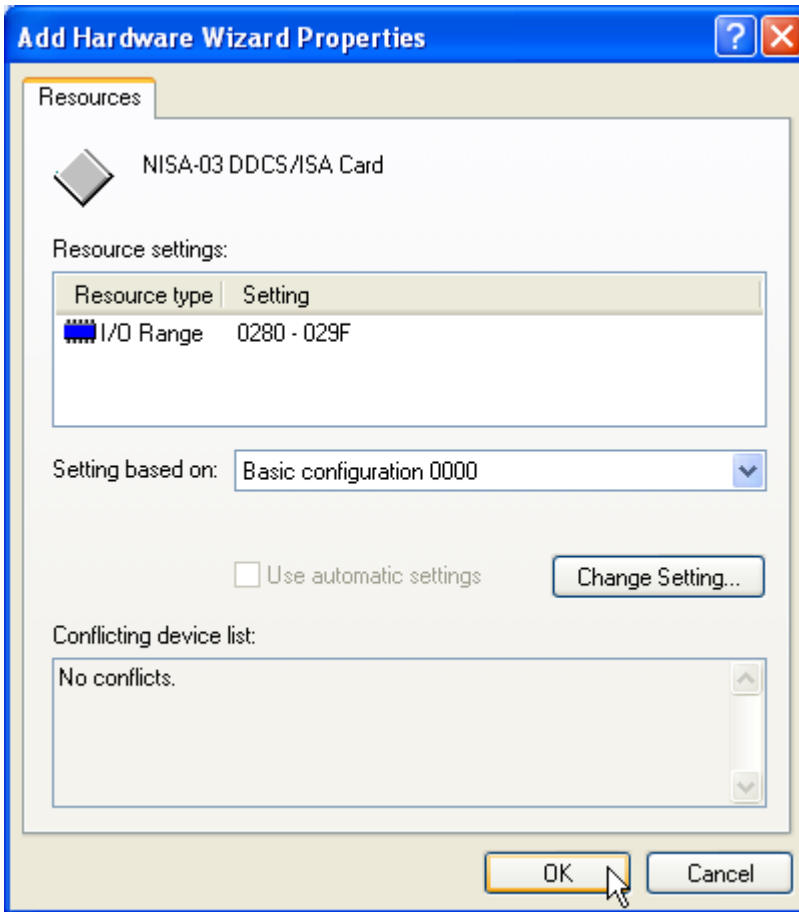 Add Hardware Wizard Properties
Resources
NISA-03 DDCS/ISA Card
Resource settings:
Resource type Setting
I/O Range 0280 - 029F
Setting based on: Basic configuration 0000
Use automatic settings Change Setting...
Conflicting device list:
No conflicts.
OK Cancel